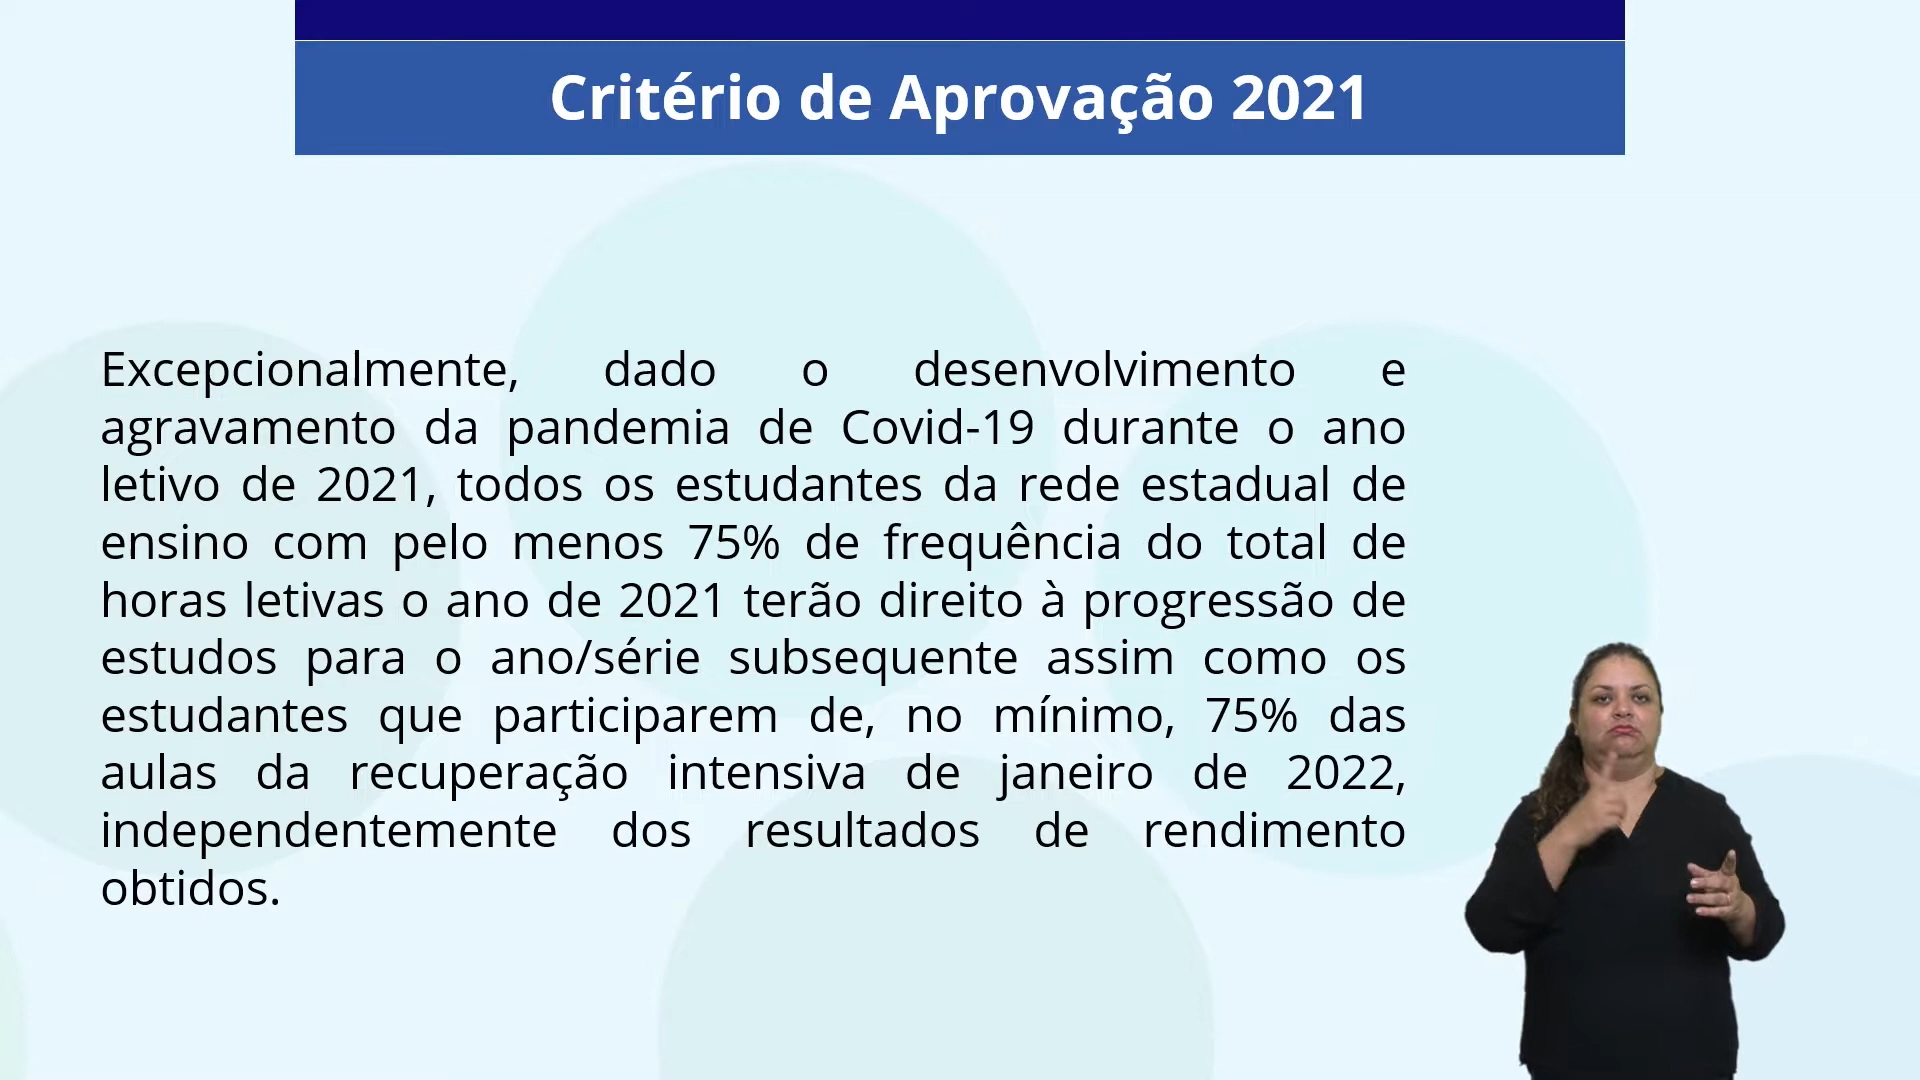 Critério de Aprovação 2021
Excepcionalmente, dado o desenvolvimento e
agravamento da pandemia de Covid-19 durante o ano
letivo de 2021, todos os estudantes da rede estadual de
ensino com pelo menos 75% de frequência do total de
horas letivas o ano de 2021 terão direito à progressão de
estudos para o ano/série subsequente assim como os
estudantes que participarem de, no mínimo, 75% das
aulas da recuperação intensiva de janeiro de 2022,
independentemente dos resultados de rendimento
obtidos.